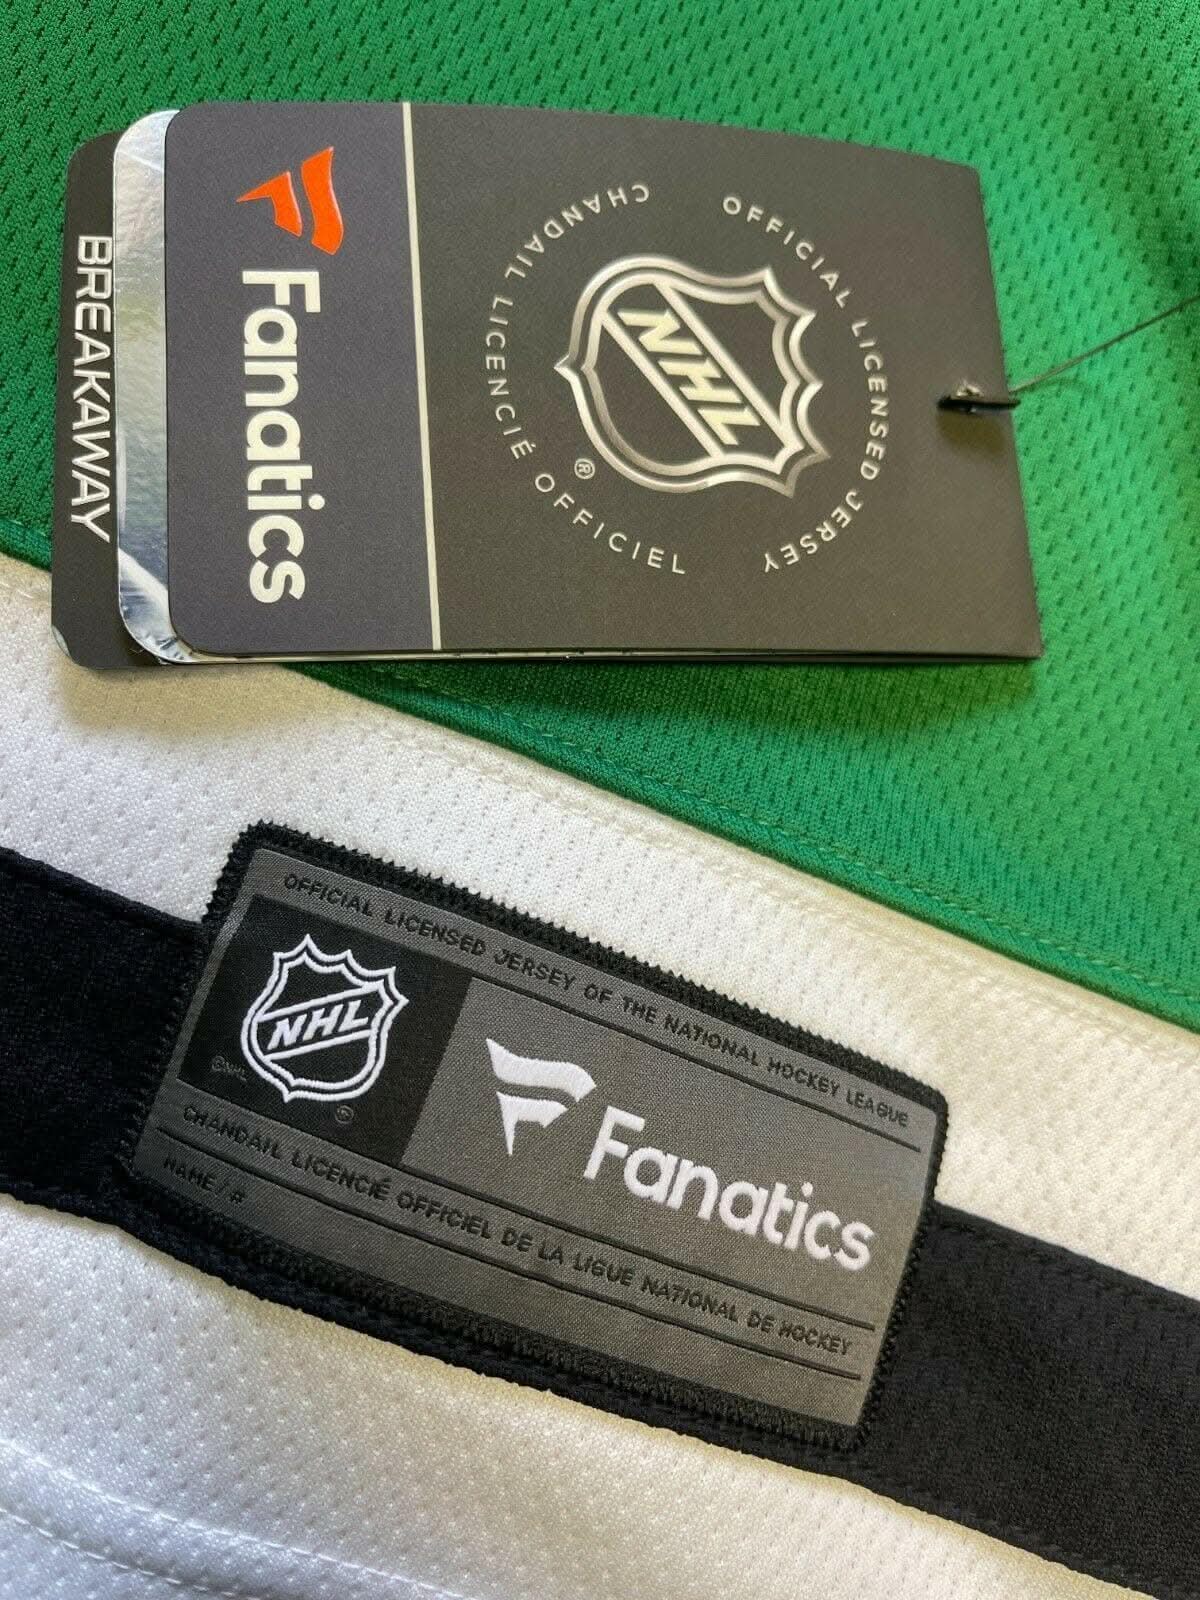 BREAKAWAY
Fanatics
OFFICIAL LICENSED JERSEY
CHANDAIL LICENCIÉ OFFICIEL
NHL
®
OFFICIAL LICENSED JERSEY OF THE NATIONAL HOCKEY LEAGUE
NHL
©NHL
®
Fanatics
CHANDAIL LICENCIÉ OFFICIEL DE LA LIGUE NATIONAL DE HOCKEY
NAME / #